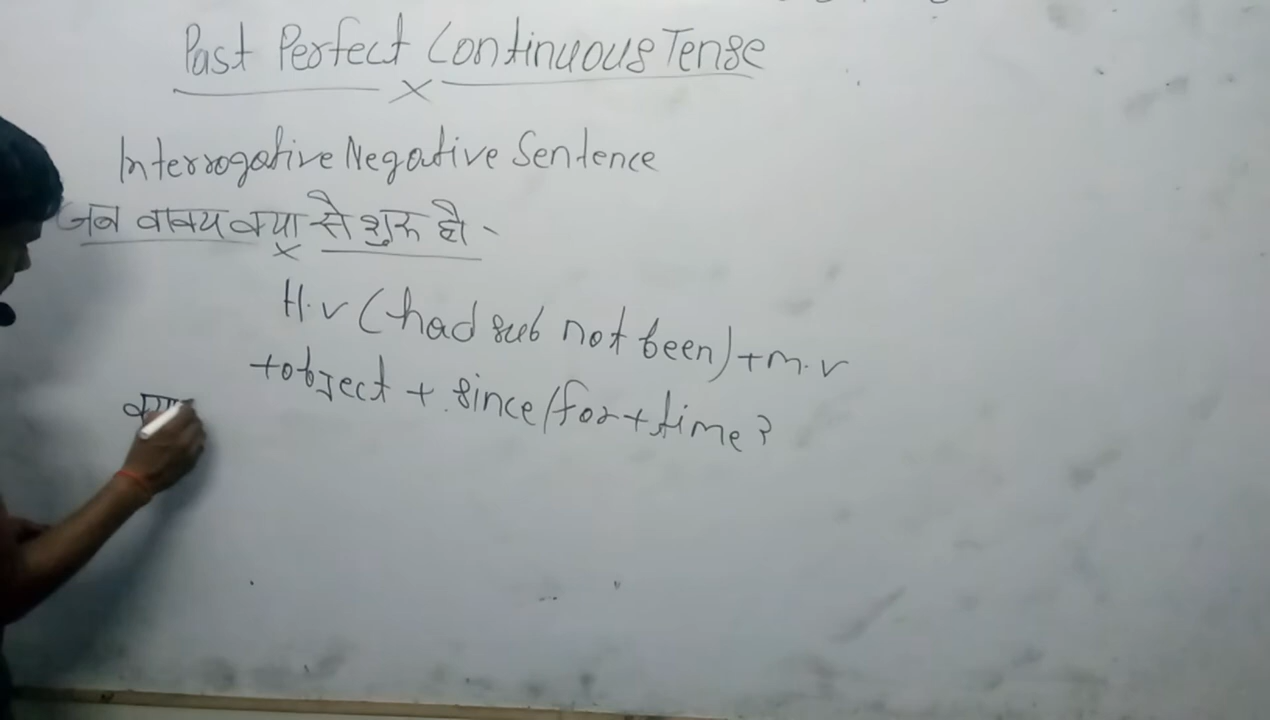 Past Perfect Continuous Tense
Interrogative Negative Sentence
जब वाक्य क्या से शुरू हो -
H.v (had sub not been) + m.v
+ object + since/for + time?
क्या